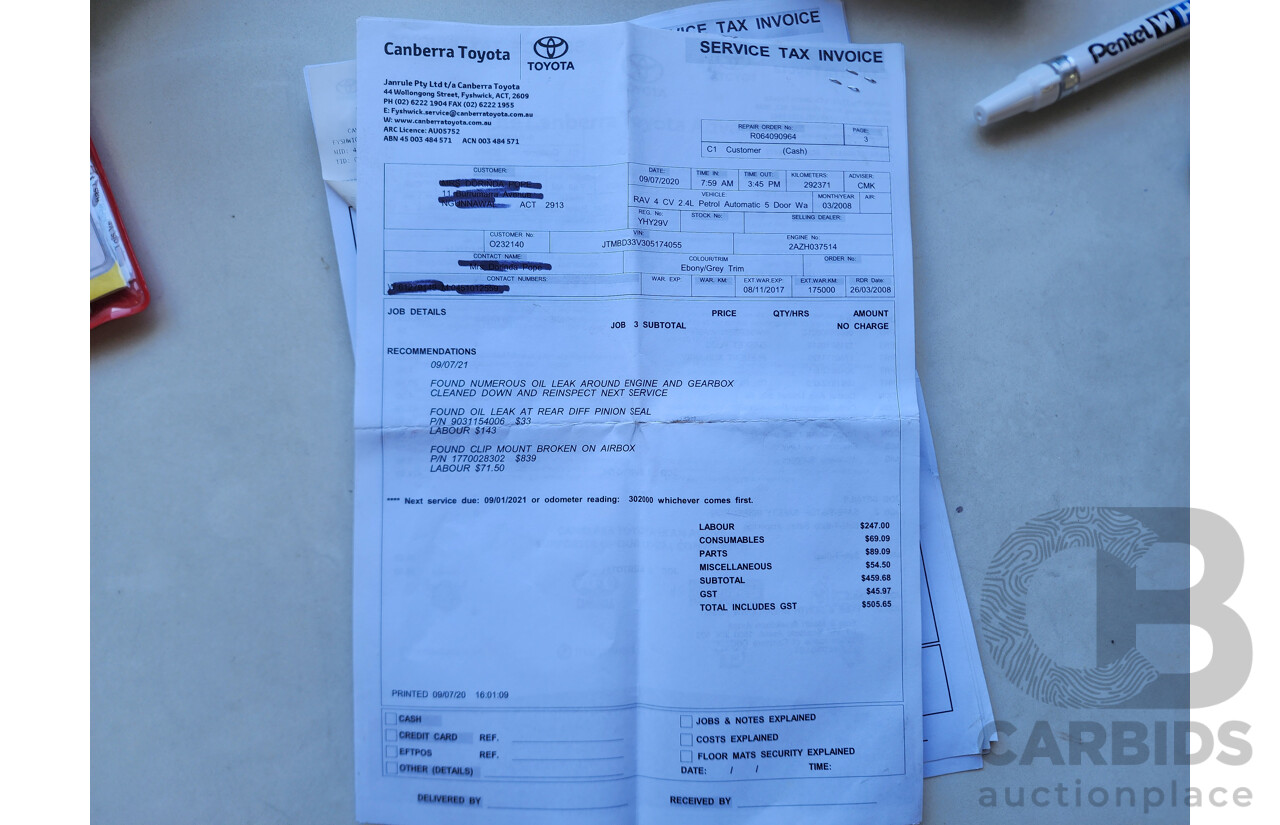 SERVICE TAX INVOICE
Canberra Toyota
TOYOTA
SERVICE TAX INVOICE
Janrule Pty Ltd t/a Canberra Toyota
44 Wollongong Street, Fyshwick, ACT, 2609
PH (02) 6222 1904 FAX (02) 6222 1955
E: Fyshwick.service@canberratoyota.com.au
W: www.canberratoyota.com.au
ARC Licence: AU05752
ABN 45 003 484 571 ACN 003 484 571
REPAIR ORDER No: PAGE:
R064090964 3
C1 Customer (Cash)
CUSTOMER:
ACT 2913
DATE: TIME IN: TIME OUT: KILOMETERS: ADVISER:
09/07/2020 7:59 AM 3:45 PM 292371 CMK
VEHICLE: MONTH/YEAR AIR:
RAV 4 CV 2.4L Petrol Automatic 5 Door Wa 03/2008
REG. No: STOCK No: SELLING DEALER:
YHY29V
CUSTOMER No: VIN: ENGINE No:
O232140 JTMBD33V305174055 2AZH037514
CONTACT NAME: COLOUR/TRIM ORDER No:
Ebony/Grey Trim
CONTACT NUMBERS: WAR. EXP: WAR. KM: EXT.WAR.EXP: EXT.WAR.KM: RDR Date:
08/11/2017 175000 26/03/2008
JOB DETAILS PRICE QTY/HRS AMOUNT
JOB 3 SUBTOTAL NO CHARGE
RECOMMENDATIONS
09/07/21
FOUND NUMEROUS OIL LEAK AROUND ENGINE AND GEARBOX
CLEANED DOWN AND REINSPECT NEXT SERVICE
FOUND OIL LEAK AT REAR DIFF PINION SEAL
P/N 9031154006 $33
LABOUR $143
FOUND CLIP MOUNT BROKEN ON AIRBOX
P/N 1770028302 $839
LABOUR $71.50
**** Next service due: 09/01/2021 or odometer reading: 302000 whichever comes first.
LABOUR $247.00
CONSUMABLES $69.09
PARTS $89.09
MISCELLANEOUS $54.50
SUBTOTAL $459.68
GST $45.97
TOTAL INCLUDES GST $505.65
PRINTED 09/07/20 16:01:09
CASH
CREDIT CARD REF.
EFTPOS REF.
OTHER (DETAILS)
JOBS & NOTES EXPLAINED
COSTS EXPLAINED
FLOOR MATS SECURITY EXPLAINED
DATE: / / TIME:
DELIVERED BY RECEIVED BY
Pentel WH
CB
CARBIDS
auctionplace